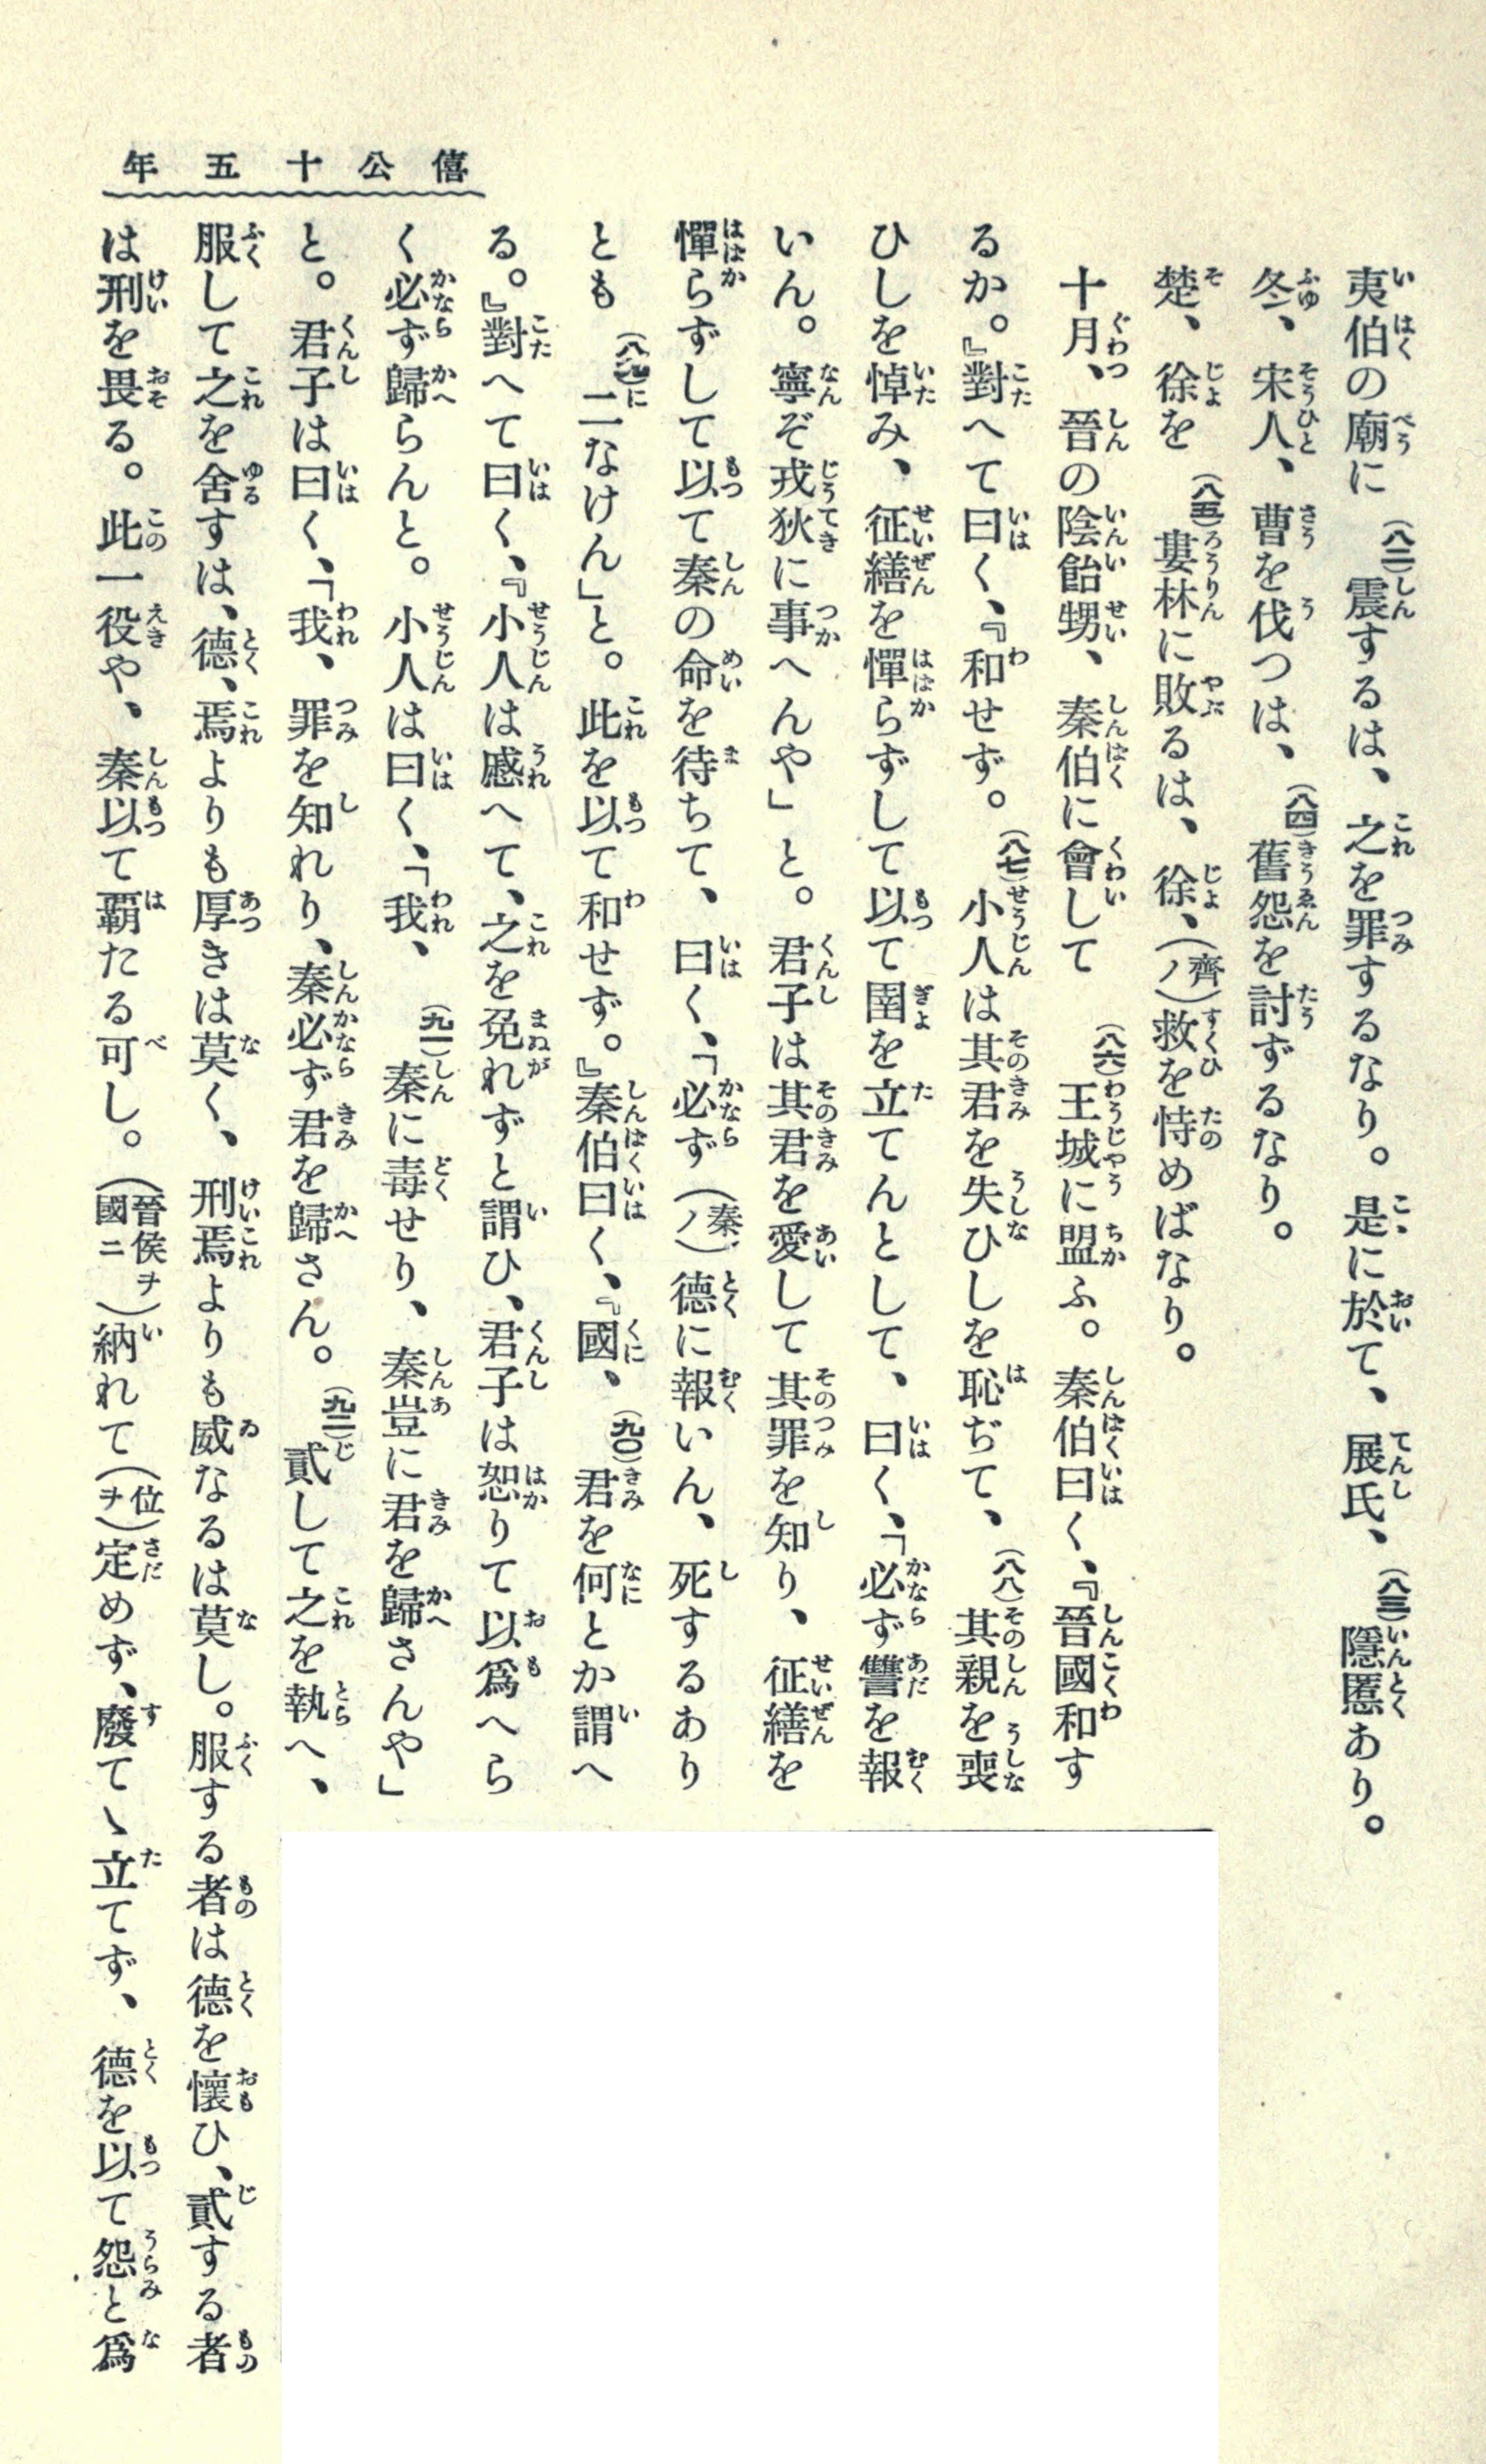 僖公十五年
夷伯の廟に(八二)震するは、之を罪するなり。是に於て、展氏、(八三)隱慝あり。
冬、宋人、曹を伐つは、(八四)舊怨を討ずるなり。
楚、徐を(八五)婁林に敗るは、徐、(齊ノ)救を恃めばなり。
十月、晉の陰飴甥、秦伯に會して(八六)王城に盟ふ。秦伯曰く、『晉國和す
るか。』對へて曰く、『和せず。(八七)小人は其君を失ひしを恥ぢて、(八八)其親を喪
ひしを悼み、征繕を憚らずして以て圉を立てんとして、曰く、「必ず讐を報
いん。寧ぞ戎狄に事へんや」と。君子は其君を愛して其罪を知り、征繕を
憚らずして以て秦の命を待ちて、曰く、「必ず(秦ノ)德に報いん、死するあり
とも(八九)二なけん」と。此を以て和せず。』秦伯曰く、『國、(九〇)君を何とか謂へ
る。』對へて曰く、『小人は慼へて、之を免れずと謂ひ、君子は恕りて以爲へら
く必ず歸らんと。小人は曰く、「我、(九一)秦に毒せり、秦豈に君を歸さんや」
と。君子は曰く、「我、罪を知れり、秦必ず君を歸さん。(九二)貳して之を執へ、
服して之を舍すは、德、焉よりも厚きは莫く、刑焉よりも威なるは莫し。服する者は德を懷ひ、貳する者
は刑を畏る。此一役や、秦以て覇たる可し。(晉侯ヲ國ニ)納れて(位ヲ)定めず、廢てゝ立てず、德を以て怨と爲